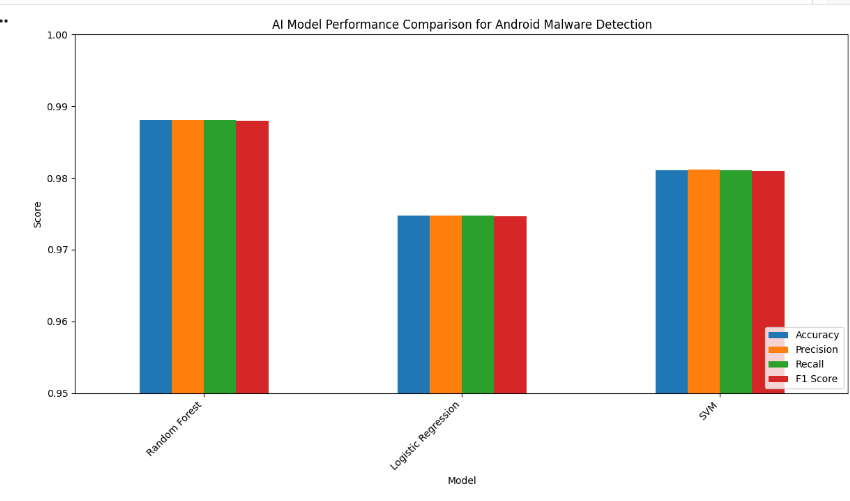 AI Model Performance Comparison for Android Malware Detection
1.00
0.99
0.98
0.97
0.96
0.95
Score
Random Forest
Logistic Regression
SVM
Model
Accuracy
Precision
Recall
F1 Score